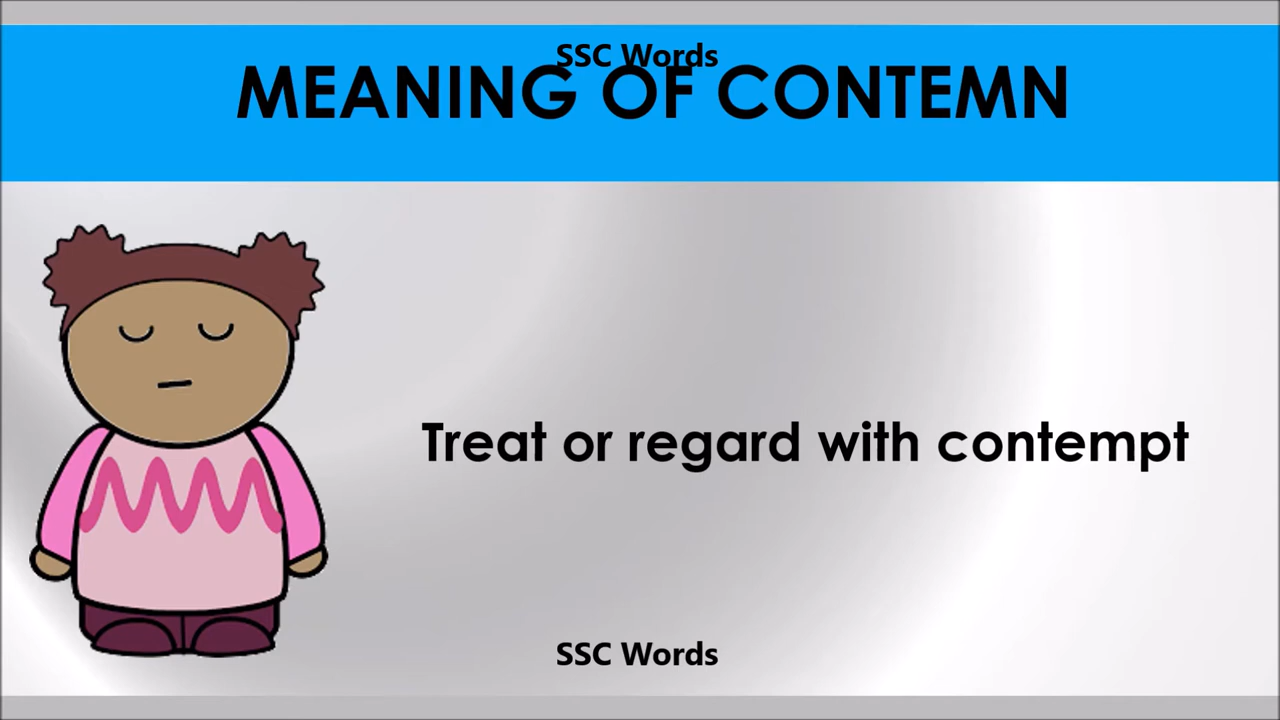 SSC Words
MEANING OF CONTEMN
Treat or regard with contempt
SSC Words